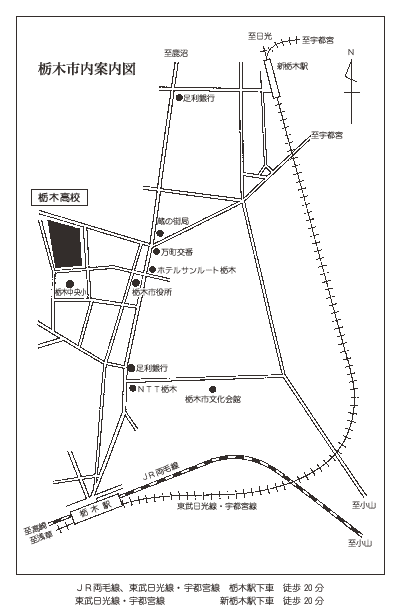 栃木市内案内図
至鹿沼
至日光
至宇都宮
新栃木駅
N
足利銀行
至宇都宮
栃木高校
蔵の街局
万町交番
ホテルサンルート栃木
栃木中央小
栃木市役所
足利銀行
NTT栃木
栃木市文化会館
JR両毛線
栃木駅
東武日光線・宇都宮線
至高崎
至浅草
至小山
至小山
JR両毛線、東武日光線・宇都宮線 栃木駅下車 徒歩20分
東武日光線・宇都宮線 新栃木駅下車 徒歩20分